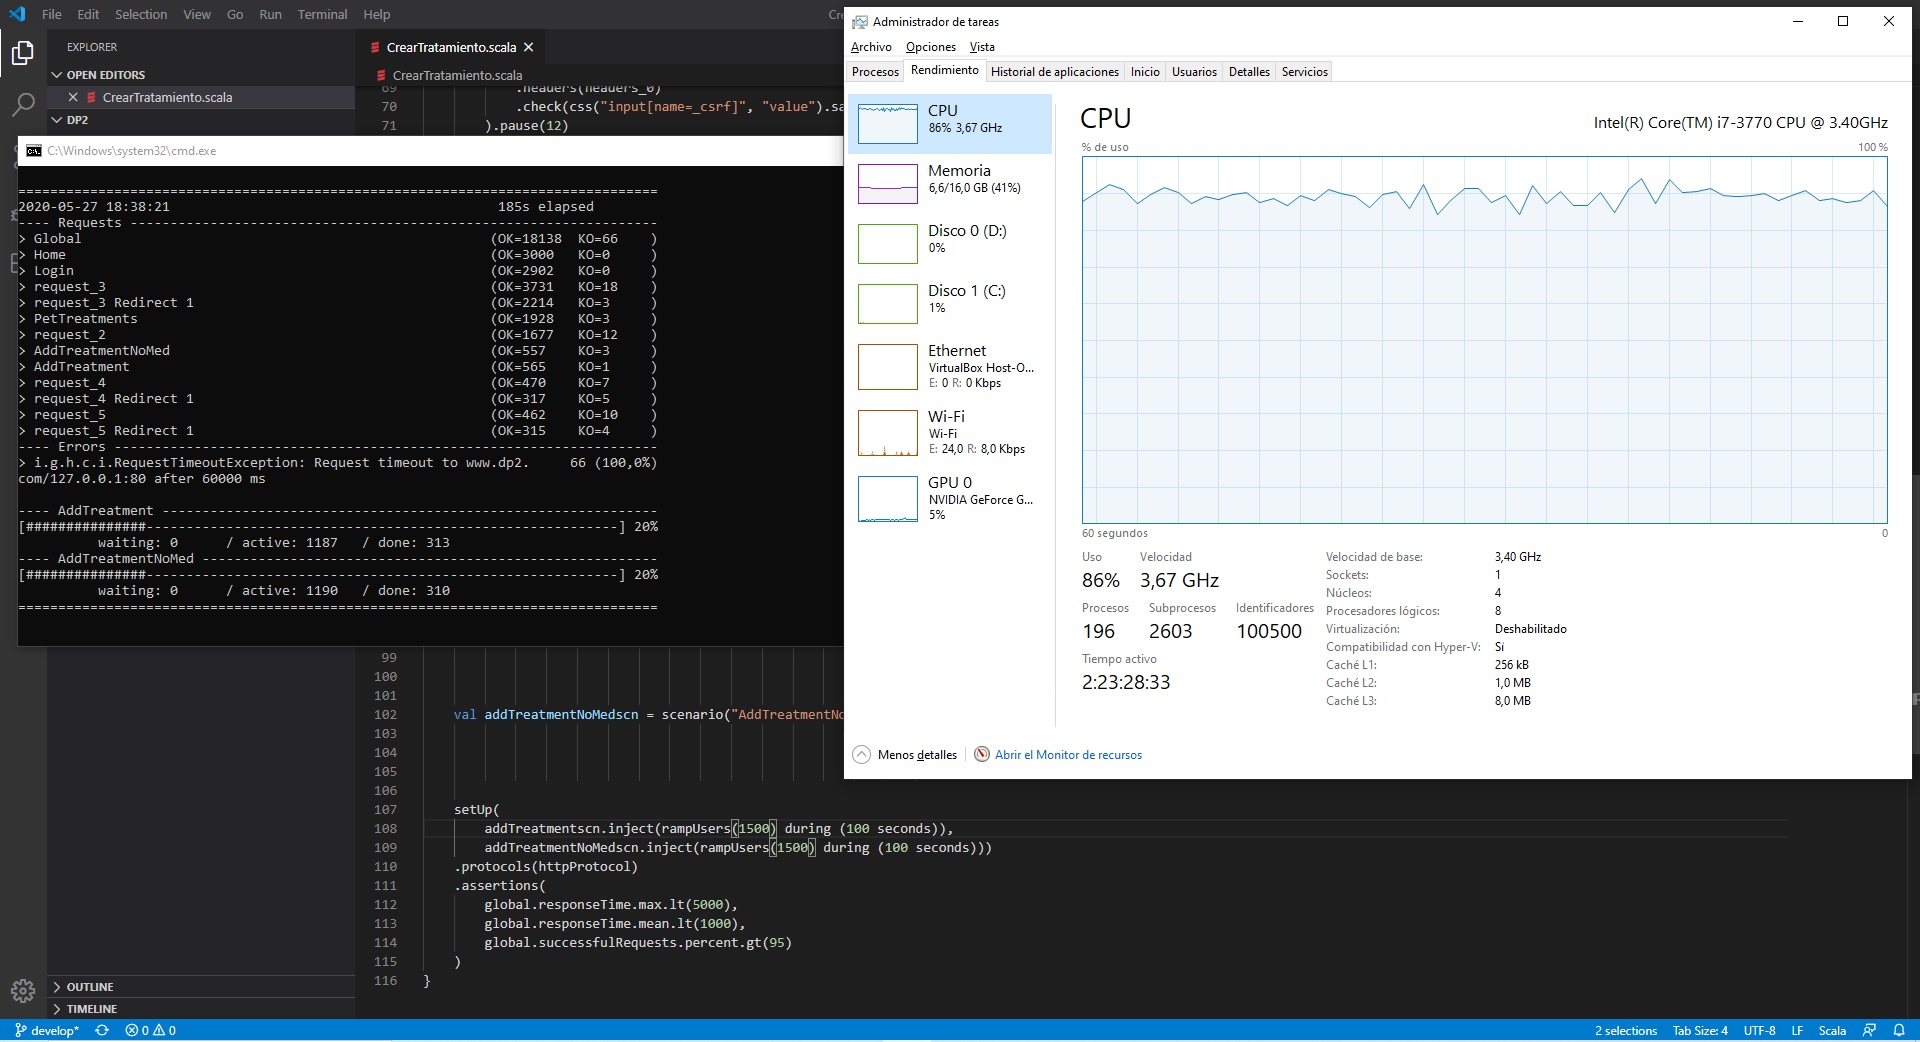 File Edit Selection View Go Run Terminal Help
EXPLORER
OPEN EDITORS
CrearTratamiento.scala
DP2
CrearTratamiento.scala
CrearTratamiento.scala
69 .headers(headers_0)
70 .check(css("input[name=_csrf]", "value").sa
71 ).pause(12)
C:\Windows\system32\cmd.exe
================================================================================
2020-05-27 18:38:21 185s elapsed
---- Requests ------------------------------------------------------------------
> Global (OK=18138 KO=66 )
> Home (OK=3000 KO=0 )
> Login (OK=2902 KO=0 )
> request_3 (OK=3731 KO=18 )
> request_3 Redirect 1 (OK=2214 KO=3 )
> PetTreatments (OK=1928 KO=3 )
> request_2 (OK=1677 KO=12 )
> AddTreatmentNoMed (OK=557 KO=3 )
> AddTreatment (OK=565 KO=1 )
> request_4 (OK=470 KO=7 )
> request_4 Redirect 1 (OK=317 KO=5 )
> request_5 (OK=462 KO=10 )
> request_5 Redirect 1 (OK=315 KO=4 )
---- Errors --------------------------------------------------------------------
> i.g.h.c.i.RequestTimeoutException: Request timeout to www.dp2. 66 (100,0%)
com/127.0.0.1:80 after 60000 ms
---- AddTreatment --------------------------------------------------------------
[###############-----------------------------------------------------------] 20%
waiting: 0 / active: 1187 / done: 313
---- AddTreatmentNoMed ---------------------------------------------------------
[###############-----------------------------------------------------------] 20%
waiting: 0 / active: 1190 / done: 310
================================================================================
99
100
101
102 val addTreatmentNoMedscn = scenario("AddTreatmentNo
103
104
105
106
107 setUp(
108 addTreatmentscn.inject(rampUsers(1500) during (100 seconds)),
109 addTreatmentNoMedscn.inject(rampUsers(1500) during (100 seconds)))
110 .protocols(httpProtocol)
111 .assertions(
112 global.responseTime.max.lt(5000),
113 global.responseTime.mean.lt(1000),
114 global.successfulRequests.percent.gt(95)
115 )
116 }
OUTLINE
TIMELINE
develop* 0 0
2 selections Tab Size: 4 UTF-8 LF Scala
Administrador de tareas
Archivo Opciones Vista
Procesos Rendimiento Historial de aplicaciones Inicio Usuarios Detalles Servicios
CPU
86% 3,67 GHz
Memoria
6,6/16,0 GB (41%)
Disco 0 (D:)
0%
Disco 1 (C:)
1%
Ethernet
VirtualBox Host-O...
E: 0 R: 0 Kbps
Wi-Fi
Wi-Fi
E: 24,0 R: 8,0 Kbps
GPU 0
NVIDIA GeForce G...
5%
CPU Intel(R) Core(TM) i7-3770 CPU @ 3.40GHz
% de uso 100 %
60 segundos 0
Uso Velocidad
86% 3,67 GHz
Procesos Subprocesos Identificadores
196 2603 100500
Tiempo activo
2:23:28:33
Velocidad de base: 3,40 GHz
Sockets: 1
Núcleos: 4
Procesadores lógicos: 8
Virtualización: Deshabilitado
Compatibilidad con Hyper-V: Sí
Caché L1: 256 kB
Caché L2: 1,0 MB
Caché L3: 8,0 MB
Menos detalles Abrir el Monitor de recursos